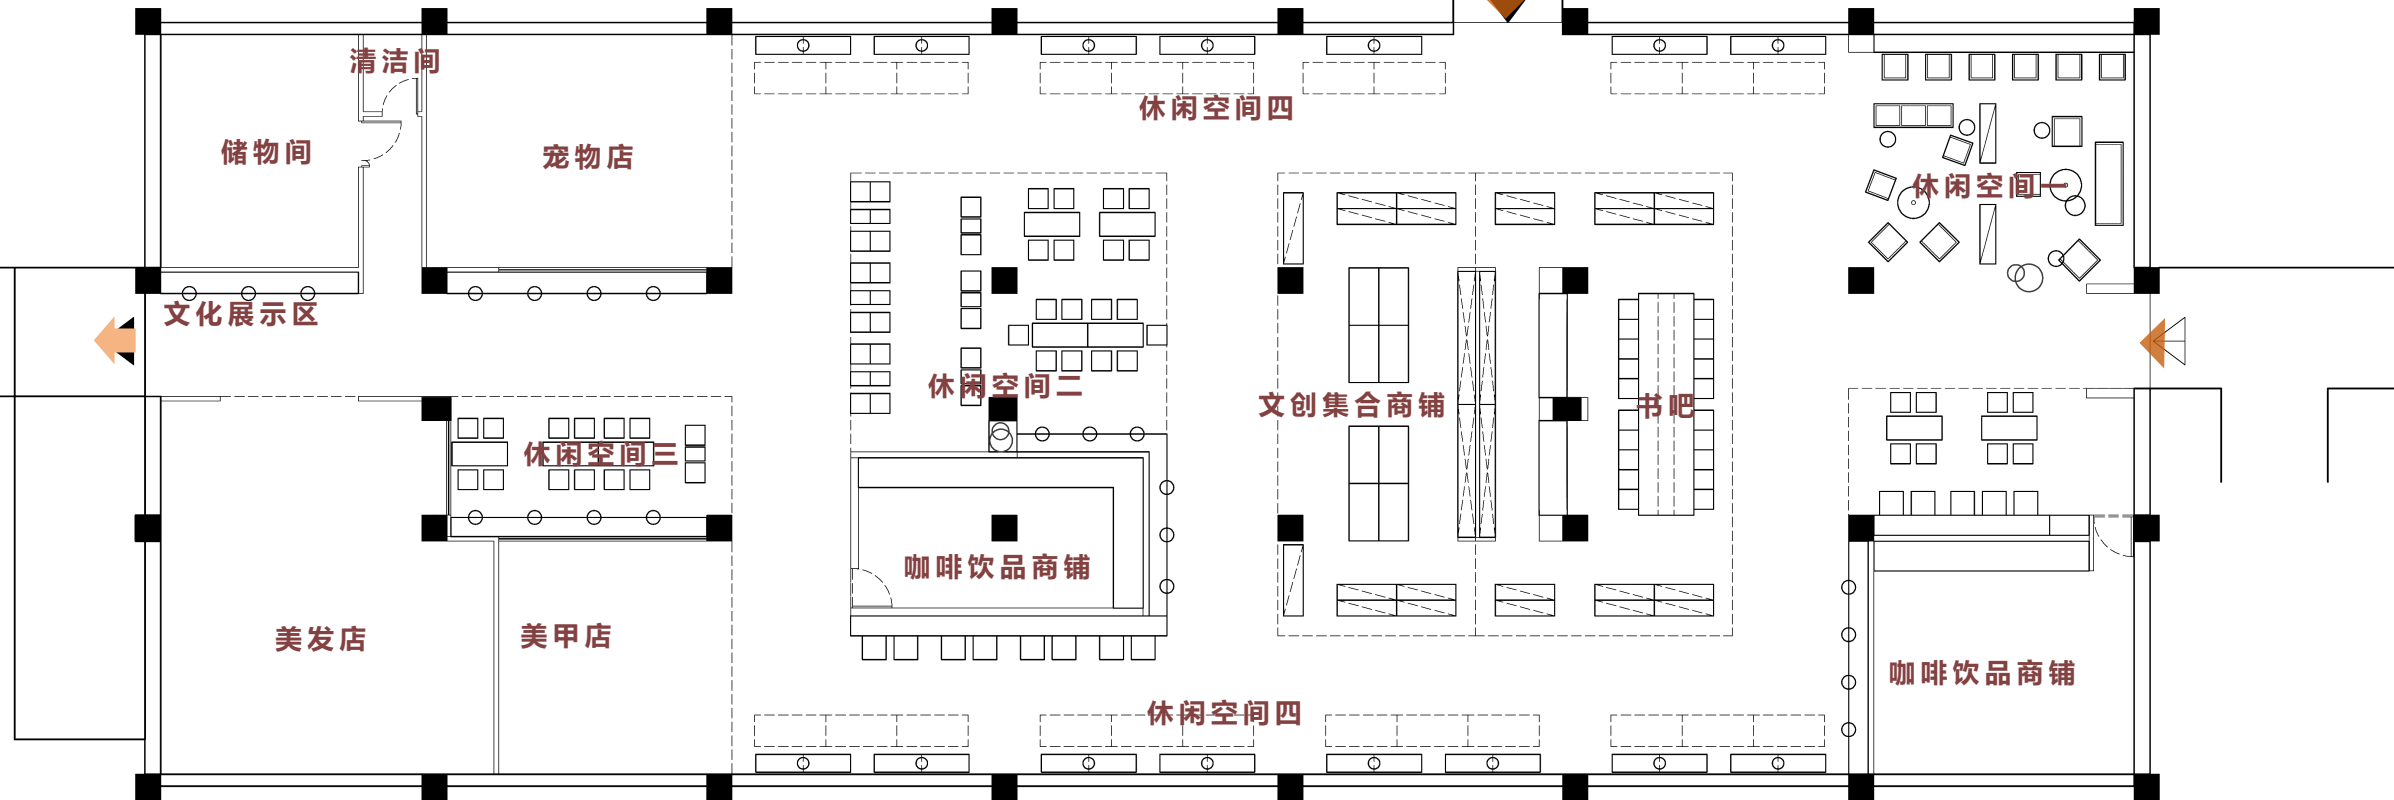 清洁间
休闲空间四
储物间
宠物店
休闲空间一
文化展示区
休闲空间二
文创集合商铺
书吧
休闲空间三
咖啡饮品商铺
美发店
美甲店
咖啡饮品商铺
休闲空间四